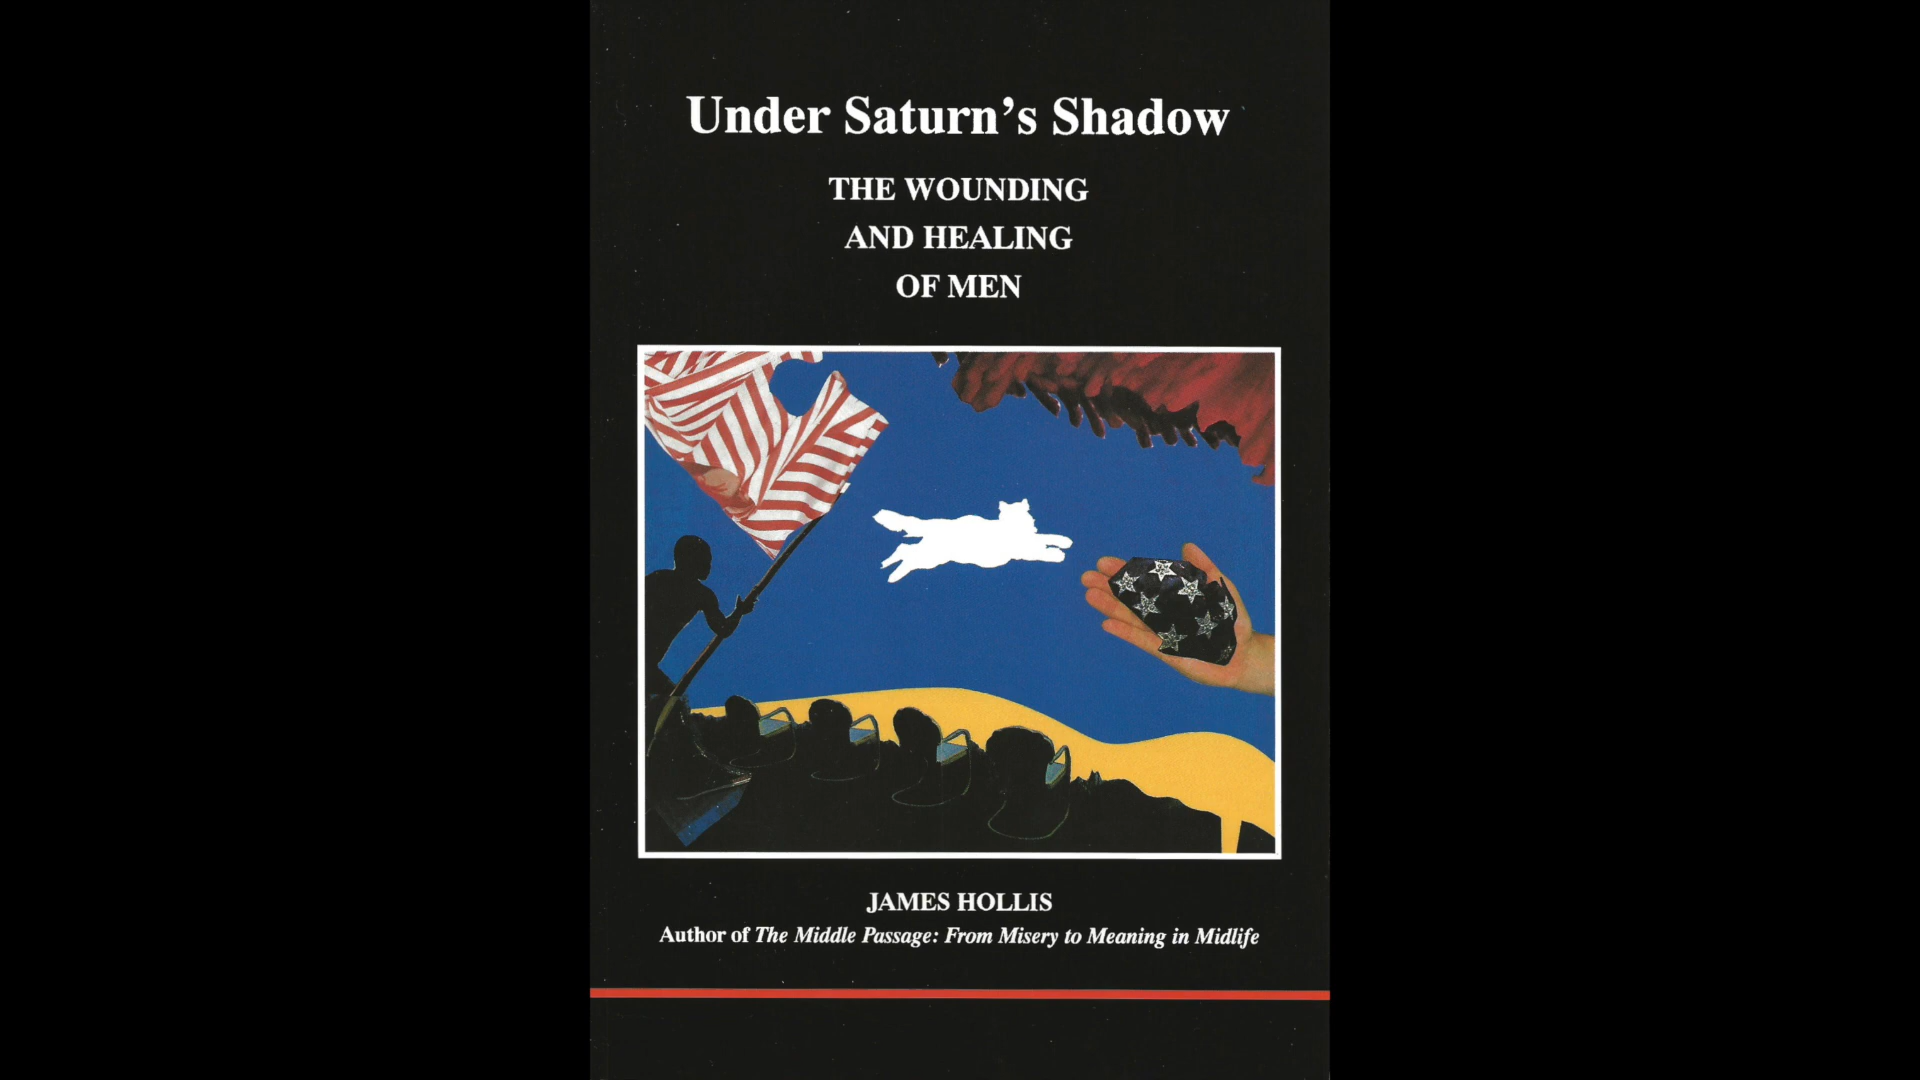 Under Saturn's Shadow
THE WOUNDING
AND HEALING
OF MEN
JAMES HOLLIS
Author of The Middle Passage: From Misery to Meaning in Midlife